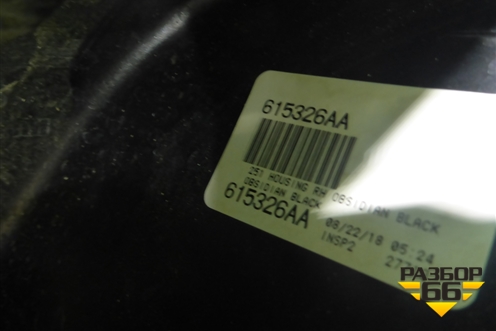 615326AA
251 HOUSING RH OBSIDIAN BLACK
OBSIDIAN BLACK
615326AA
08/22/18 05:24
INSP2
РАЗБОР
66